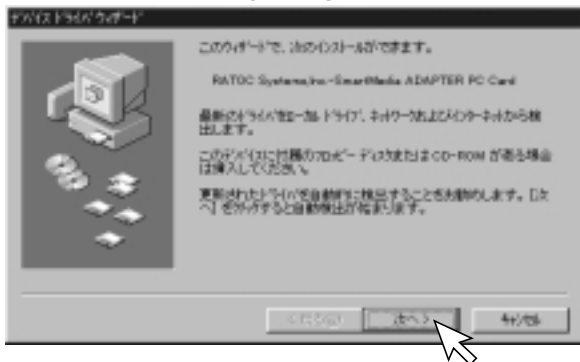 デバイス ドライバ ウィザード
このウィザードで、次のインストールができます。
RATOC Systems,Inc-SmartMedia ADAPTER PC Card
最新のドライバをローカル ドライブ、ネットワークおよびインターネットから検
出します。
このデバイスに付属のフロッピー ディスクまたは CD-ROM がある場合
は挿入してください。
更新されたドライバを自動的に検出することをお勧めします。[次
へ] をクリックすると自動検出が始まります。
< 戻る(B)
次へ >
キャンセル